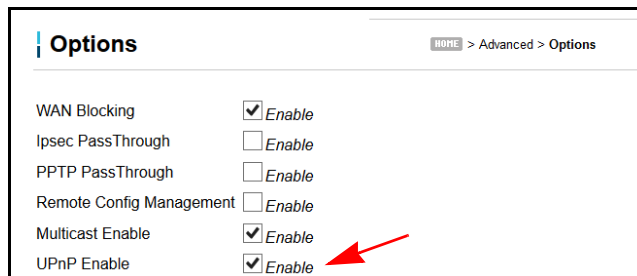 Options
HOME > Advanced > Options
WAN Blocking Enable
Ipsec PassThrough Enable
PPTP PassThrough Enable
Remote Config Management Enable
Multicast Enable Enable
UPnP Enable Enable